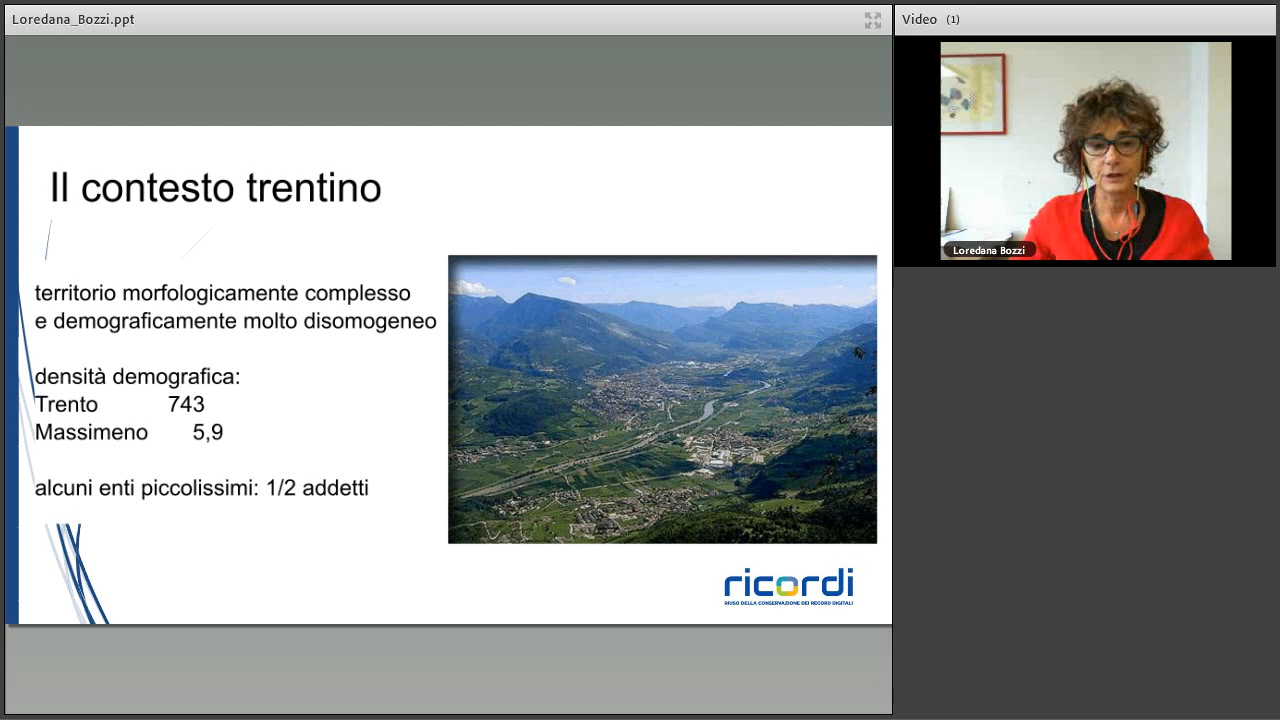 Loredana_Bozzi.ppt
Video (1)
Il contesto trentino
territorio morfologicamente complesso
e demograficamente molto disomogeneo
densità demografica:
Trento 743
Massimeno 5,9
alcuni enti piccolissimi: 1/2 addetti
ricordi
RIUSO DELLA CONSERVAZIONE DEI RECORD DIGITALI
Loredana Bozzi